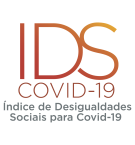 IDS
COVID-19
Índice de Desigualdades
Sociais para Covid-19